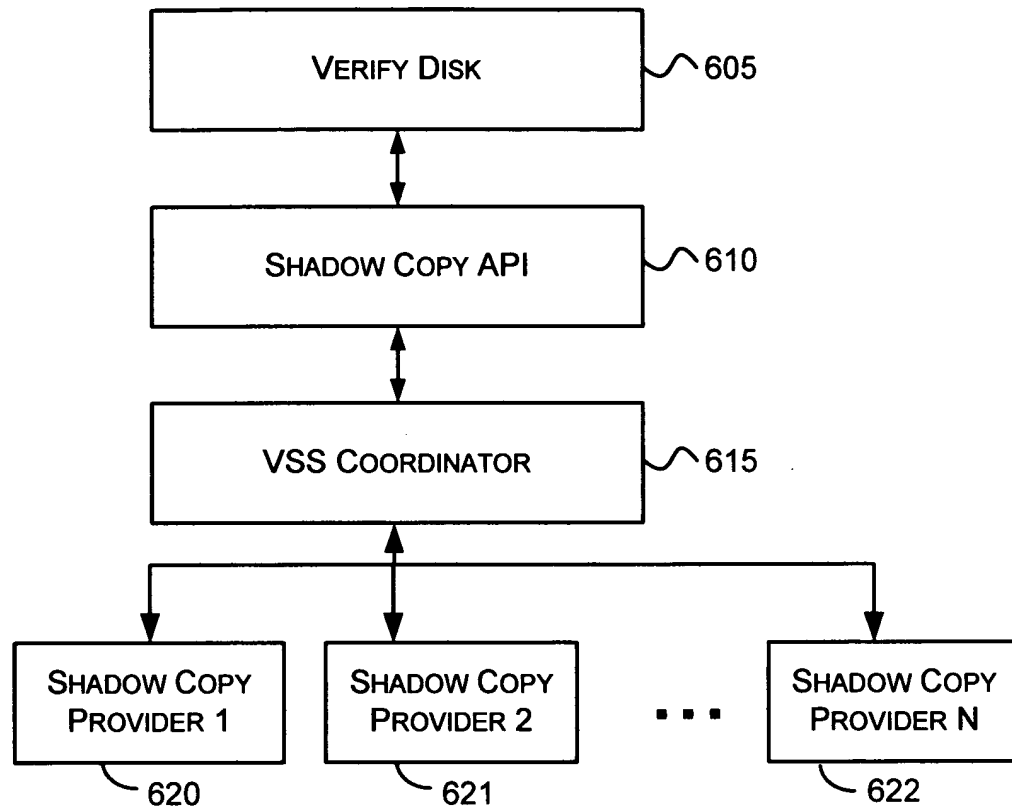 VERIFY DISK
605
SHADOW COPY API
610
VSS COORDINATOR
615
SHADOW COPY
PROVIDER 1
SHADOW COPY
PROVIDER 2
SHADOW COPY
PROVIDER N
620
621
622